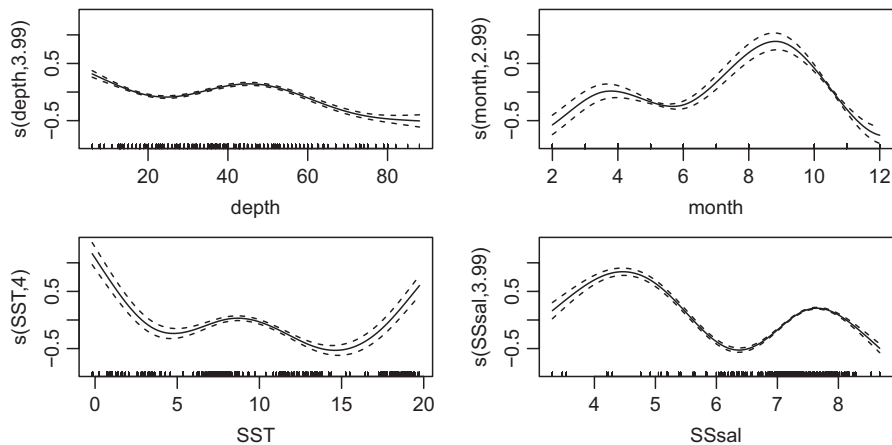 s(depth,3.99)
0.5
−0.5
20 40 60 80
depth
s(month,2.99)
0.5
−0.5
2 4 6 8 10 12
month
s(SST,4)
0.5
−0.5
0 5 10 15 20
SST
s(SSsal,3.99)
0.5
−0.5
4 5 6 7 8
SSsal